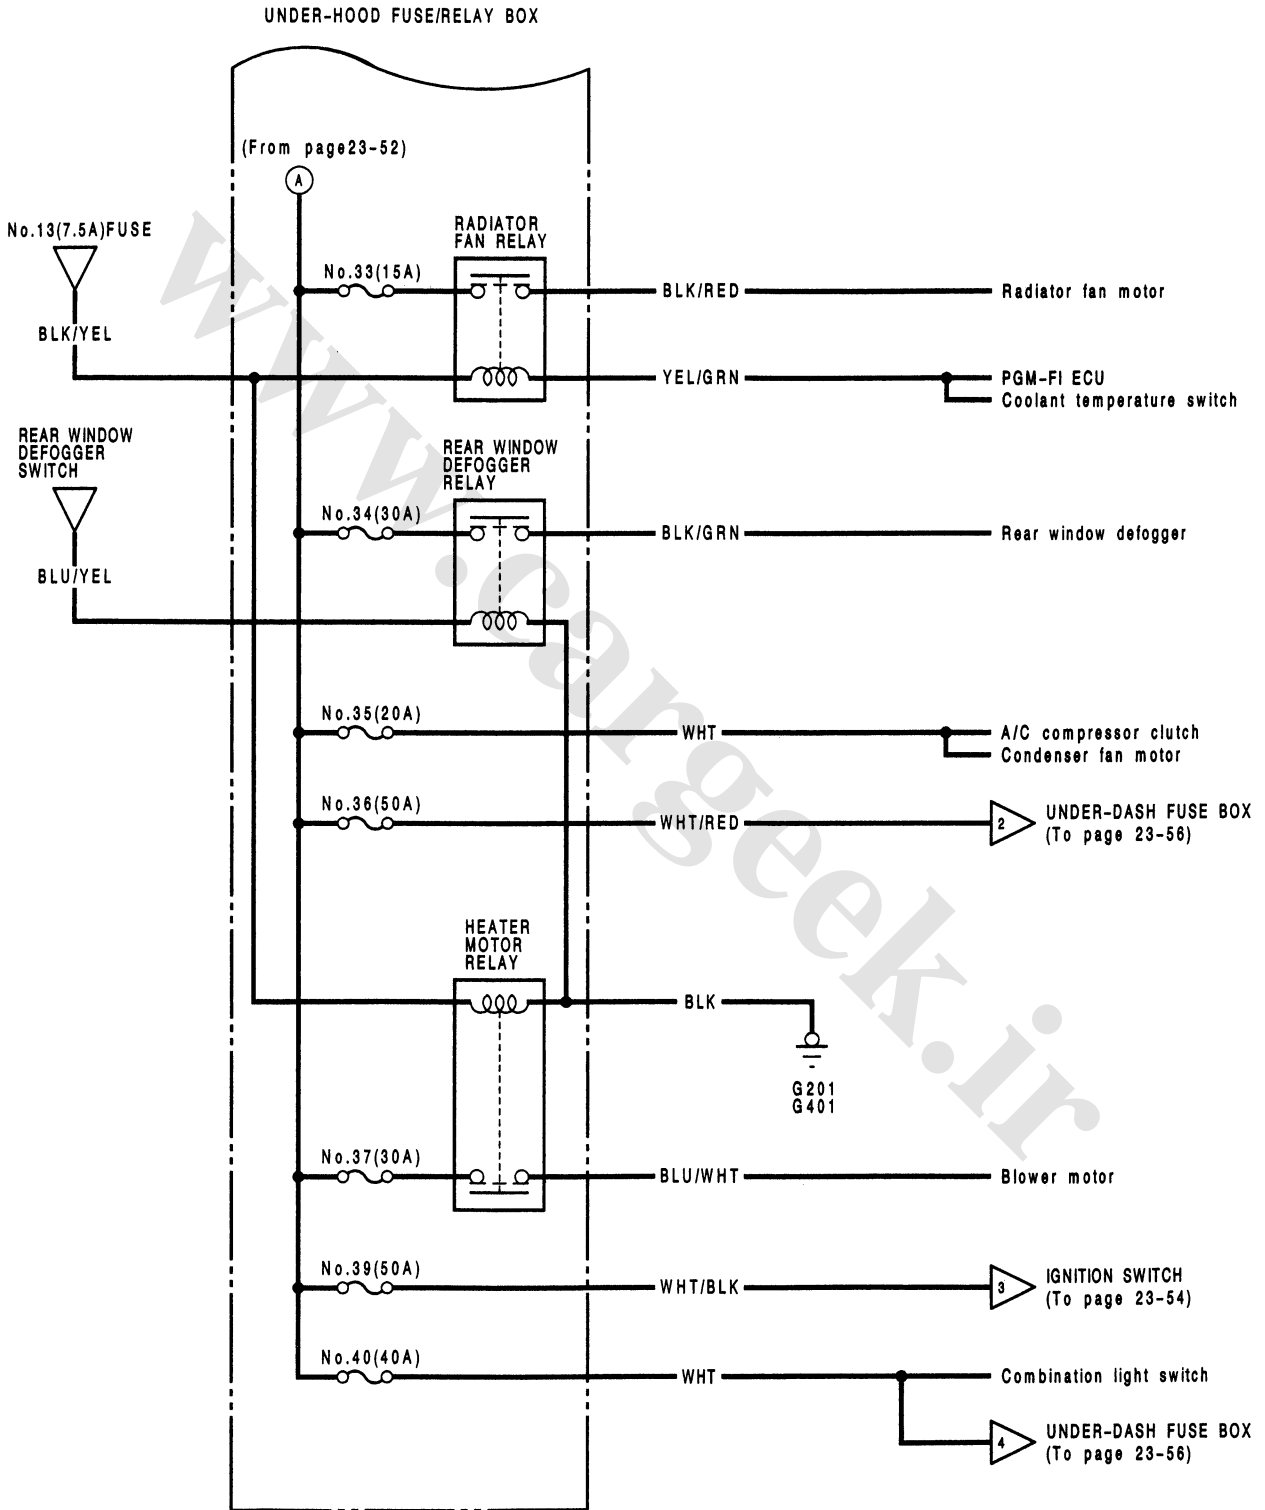 UNDER-HOOD FUSE/RELAY BOX
(From page23-52)
A
No.13(7.5A)FUSE
RADIATOR
FAN RELAY
No.33(15A)
BLK/RED
Radiator fan motor
BLK/YEL
YEL/GRN
PGM-FI ECU
Coolant temperature switch
REAR WINDOW
DEFOGGER
SWITCH
REAR WINDOW
DEFOGGER
RELAY
No.34(30A)
BLK/GRN
Rear window defogger
BLU/YEL
No.35(20A)
WHT
A/C compressor clutch
Condenser fan motor
No.36(50A)
WHT/RED
2
UNDER-DASH FUSE BOX
(To page 23-56)
HEATER
MOTOR
RELAY
BLK
G201
G401
No.37(30A)
BLU/WHT
Blower motor
No.39(50A)
WHT/BLK
3
IGNITION SWITCH
(To page 23-54)
No.40(40A)
WHT
Combination light switch
4
UNDER-DASH FUSE BOX
(To page 23-56)
www.cargeek.ir